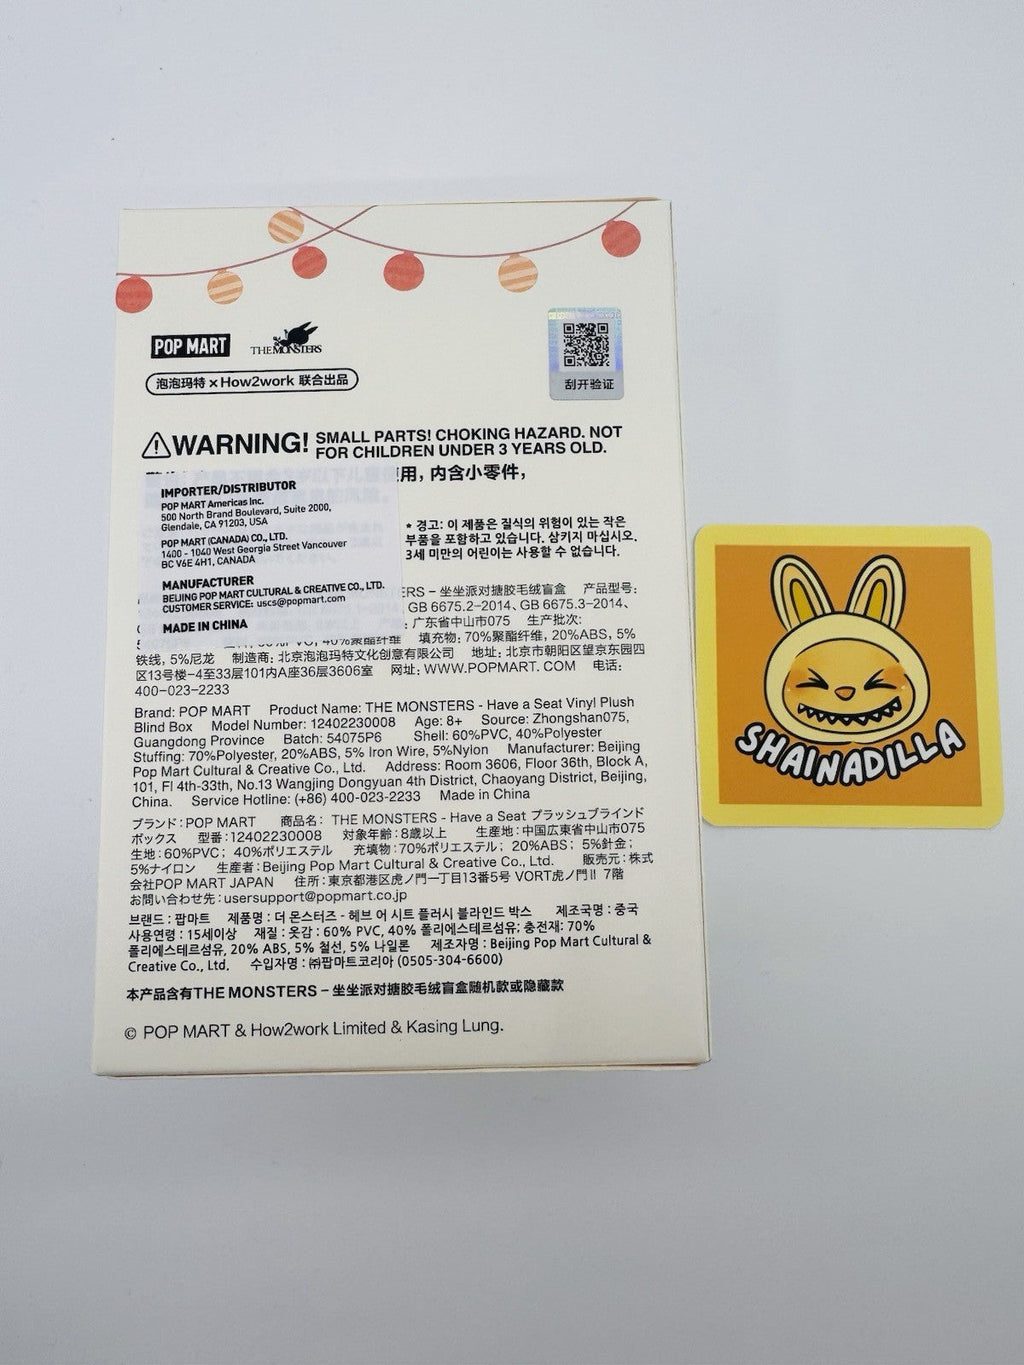 POP MART
THE MONSTERS
泡泡玛特 × How2work 联合出品
刮开验证
WARNING! SMALL PARTS! CHOKING HAZARD. NOT
FOR CHILDREN UNDER 3 YEARS OLD.
用，内含小零件，
IMPORTER/DISTRIBUTOR
POP MART Americas Inc.
500 North Brand Boulevard, Suite 2000,
Glendale, CA 91203, USA
POP MART (CANADA) CO., LTD.
1400 - 1040 West Georgia Street Vancouver
BC V6E 4H1, CANADA
MANUFACTURER
BEIJING POP MART CULTURAL & CREATIVE CO., LTD.
CUSTOMER SERVICE: uscs@popmart.com
MADE IN CHINA
* 경고: 이 제품은 질식의 위험이 있는 작은
부품을 포함하고 있습니다. 삼키지 마십시오.
3세 미만의 어린이는 사용할 수 없습니다.
ERS – 坐坐派对搪胶毛绒盲盒 产品型号:
GB 6675.2–2014、GB 6675.3–2014、
广东省中山市075 生产批次:
40%聚酯纤维 填充物: 70%聚酯纤维, 20%ABS, 5%
铁线, 5%尼龙 制造商: 北京泡泡玛特文化创意有限公司 地址: 北京市朝阳区望京东园四
区13号楼–4至33层101内A座36层3606室 网址: WWW.POPMART.COM 电话:
400-023-2233
Brand: POP MART Product Name: THE MONSTERS - Have a Seat Vinyl Plush
Blind Box Model Number: 12402230008 Age: 8+ Source: Zhongshan075,
Guangdong Province Batch: 54075P6 Shell: 60%PVC, 40%Polyester
Stuffing: 70%Polyester, 20%ABS, 5% Iron Wire, 5%Nylon Manufacturer: Beijing
Pop Mart Cultural & Creative Co., Ltd. Address: Room 3606, Floor 36th, Block A,
101, Fl 4th-33th, No.13 Wangjing Dongyuan 4th District, Chaoyang District, Beijing,
China. Service Hotline: (+86) 400-023-2233 Made in China
ブランド: POP MART 商品名: THE MONSTERS - Have a Seat プラッシュブラインド
ボックス 型番: 12402230008 対象年齢: 8歳以上 生産地: 中国広東省中山市075
生地: 60%PVC; 40%ポリエステル 充填物: 70%ポリエステル; 20%ABS; 5%針金;
5%ナイロン 生産者: Beijing Pop Mart Cultural & Creative Co., Ltd. 販売元: 株式
会社POP MART JAPAN 住所: 東京都港区虎ノ門一丁目13番5号 VORT虎ノ門Ⅱ 7階
お問い合わせ先: usersupport@popmart.co.jp
브랜드 : 팝마트 제품명 : 더 몬스터즈 - 헤브 어 시트 플러시 블라인드 박스 제조국명 : 중국
사용연령 : 15세이상 재질 : 옷감 : 60% PVC, 40% 폴리에스테르섬유; 충전재: 70%
폴리에스테르섬유, 20% ABS, 5% 철선, 5% 나일론 제조자명 : Beijing Pop Mart Cultural &
Creative Co., Ltd. 수입자명 : ㈜팝마트코리아 (0505-304-6600)
本产品含有THE MONSTERS – 坐坐派对搪胶毛绒盲盒随机款或隐藏款
© POP MART & How2work Limited & Kasing Lung.
SHAINADILLA